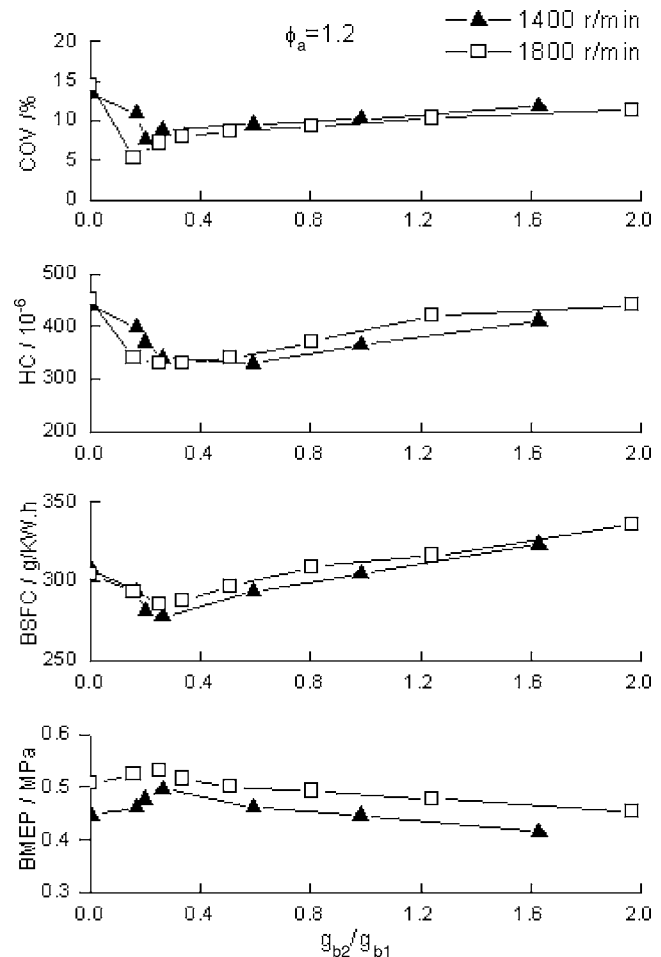 1400 r/min
ϕa=1.2
1800 r/min
20
15
10
5
0
COV /%
0.0 0.4 0.8 1.2 1.6 2.0
500
400
300
200
HC / 10-6
0.0 0.4 0.8 1.2 1.6 2.0
350
300
250
BSFC / g/kW.h
0.0 0.4 0.8 1.2 1.6 2.0
0.6
0.5
0.4
0.3
BMEP / MPa
0.0 0.4 0.8 1.2 1.6 2.0
gb2/gb1